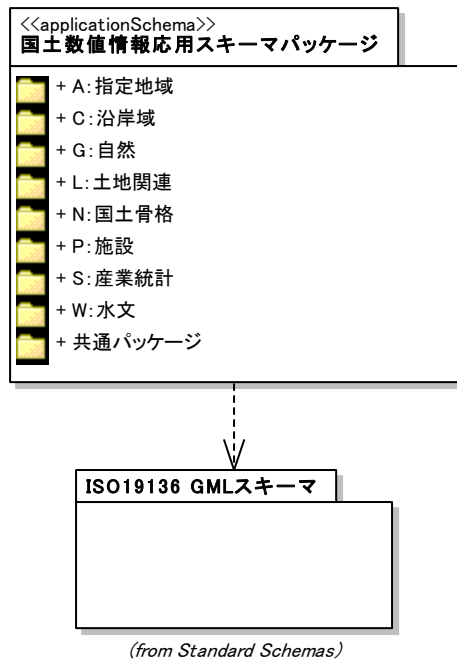 <<applicationSchema>>
国土数値情報応用スキーマパッケージ
+ A:指定地域
+ C:沿岸域
+ G:自然
+ L:土地関連
+ N:国土骨格
+ P:施設
+ S:産業統計
+ W:水文
+ 共通パッケージ
ISO19136 GMLスキーマ
(from Standard Schemas)